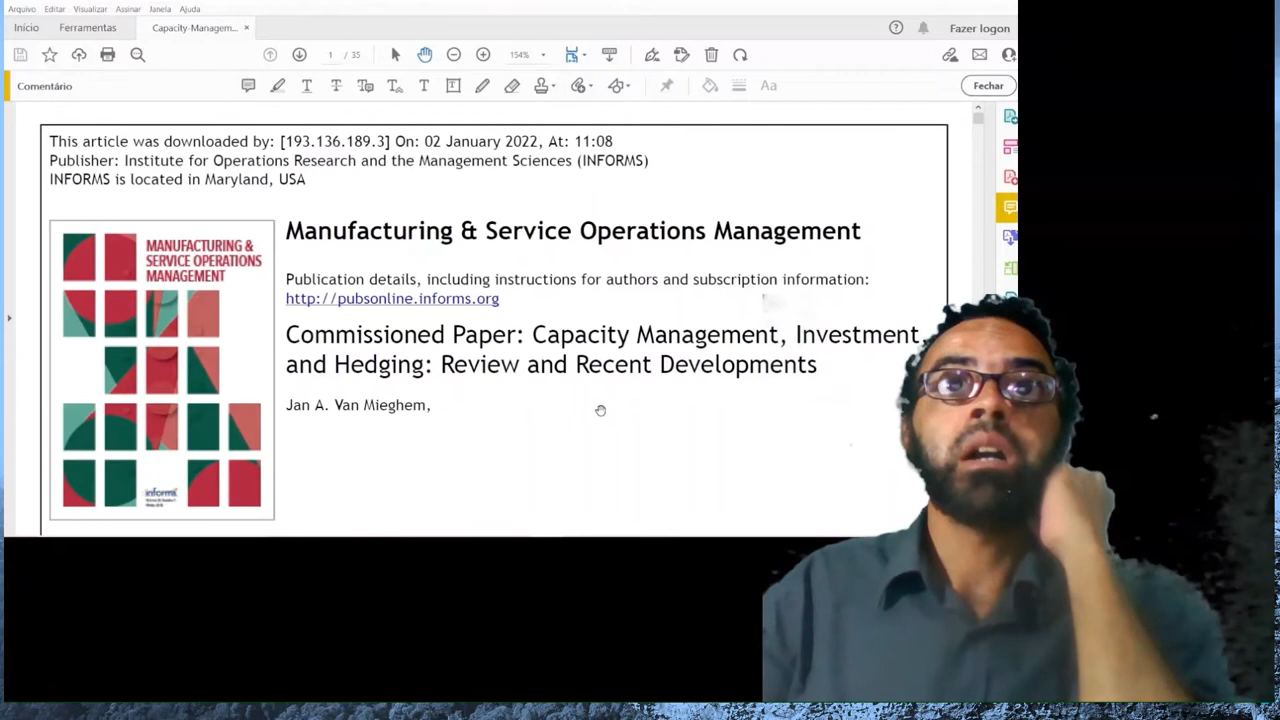 Arquivo Editar Visualizar Assinar Janela Ajuda
Início Ferramentas Capacity-Managem... × Fazer logon
1 / 35 154%
Comentário Aa Fechar
This article was downloaded by: [193.136.189.3] On: 02 January 2022, At: 11:08
Publisher: Institute for Operations Research and the Management Sciences (INFORMS)
INFORMS is located in Maryland, USA
MANUFACTURING &
SERVICE OPERATIONS
MANAGEMENT
informs
Manufacturing & Service Operations Management
Publication details, including instructions for authors and subscription information:
http://pubsonline.informs.org
Commissioned Paper: Capacity Management, Investment,
and Hedging: Review and Recent Developments
Jan A. Van Mieghem,